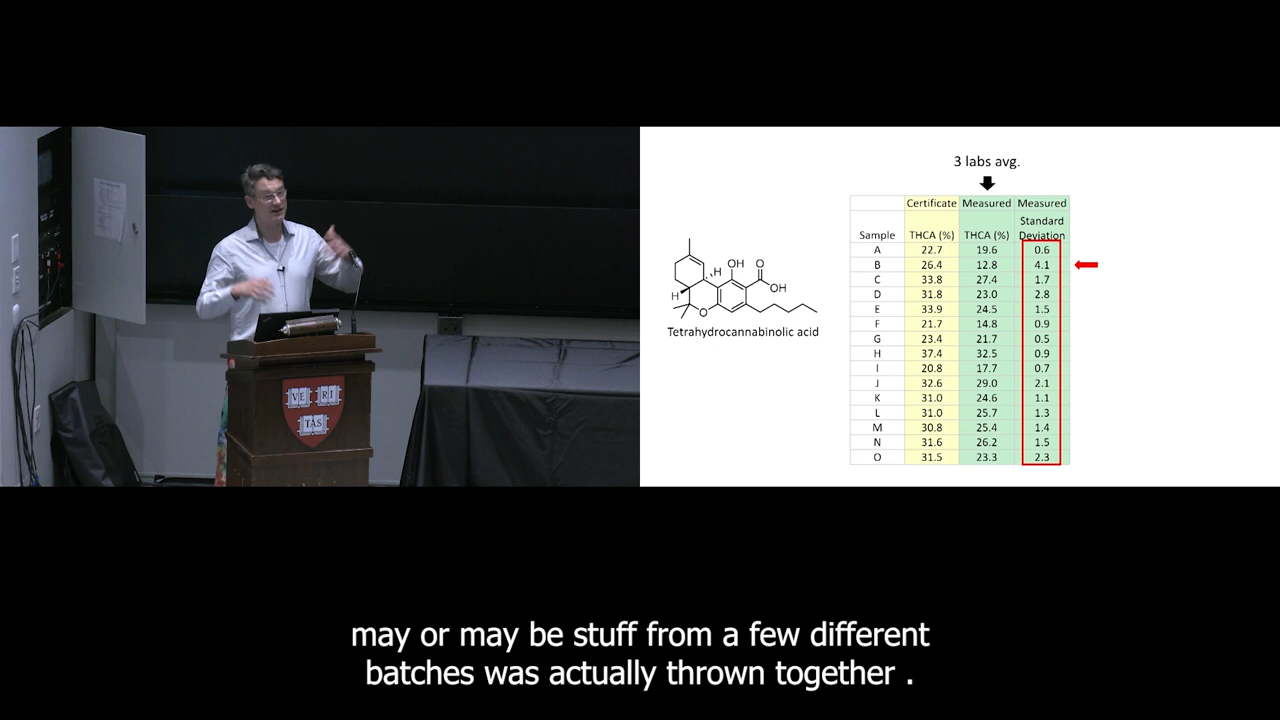 VE RI
TAS
3 labs avg.
Certificate Measured Measured
Sample THCA (%) THCA (%) Standard Deviation
A 22.7 19.6 0.6
B 26.4 12.8 4.1
C 33.8 27.4 1.7
D 31.8 23.0 2.8
E 33.9 24.5 1.5
F 21.7 14.8 0.9
G 23.4 21.7 0.5
H 37.4 32.5 0.9
I 20.8 17.7 0.7
J 32.6 29.0 2.1
K 31.0 24.6 1.1
L 31.0 25.7 1.3
M 30.8 25.4 1.4
N 31.6 26.2 1.5
O 31.5 23.3 2.3
H
OH
O
OH
H
O
Tetrahydrocannabinolic acid
may or may be stuff from a few different
batches was actually thrown together .